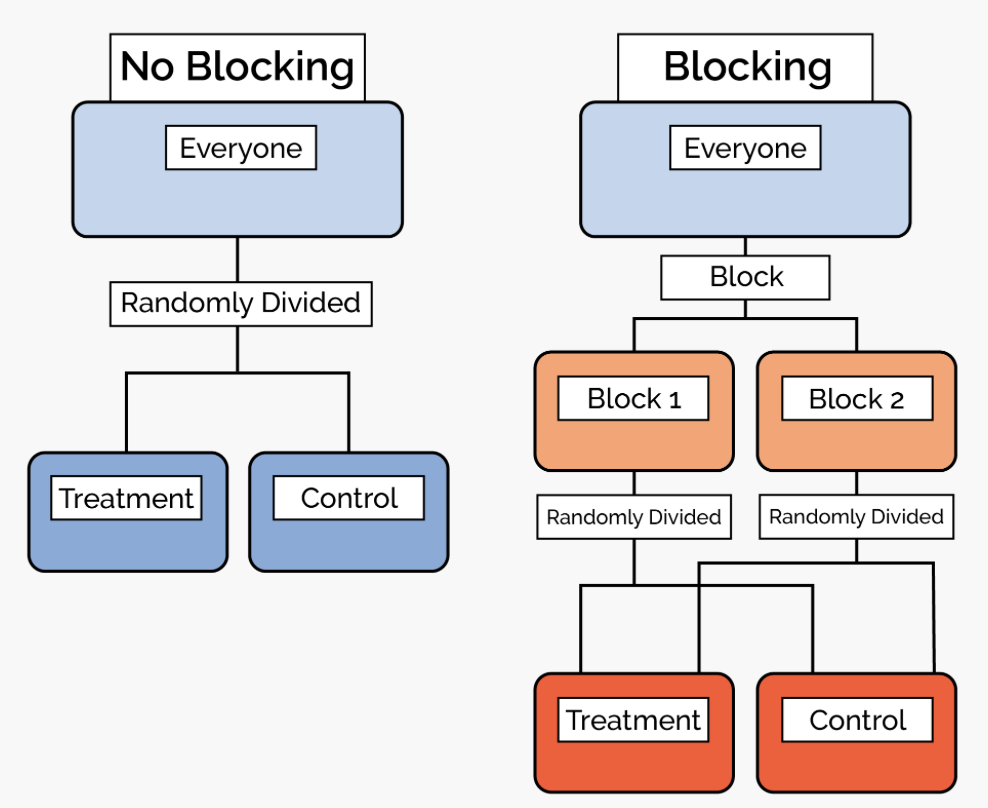 No Blocking
Everyone
Randomly Divided
Treatment
Control
Blocking
Everyone
Block
Block 1
Block 2
Randomly Divided
Randomly Divided
Treatment
Control